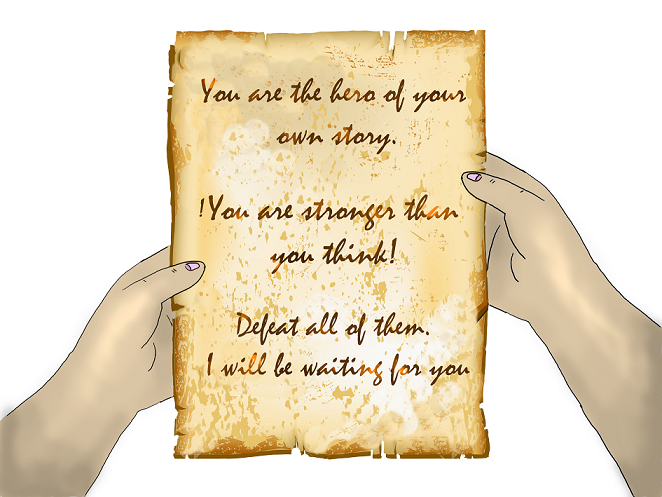 You are the hero of your
own story.
!You are stronger than
you think!
Defeat all of them.
I will be waiting for you